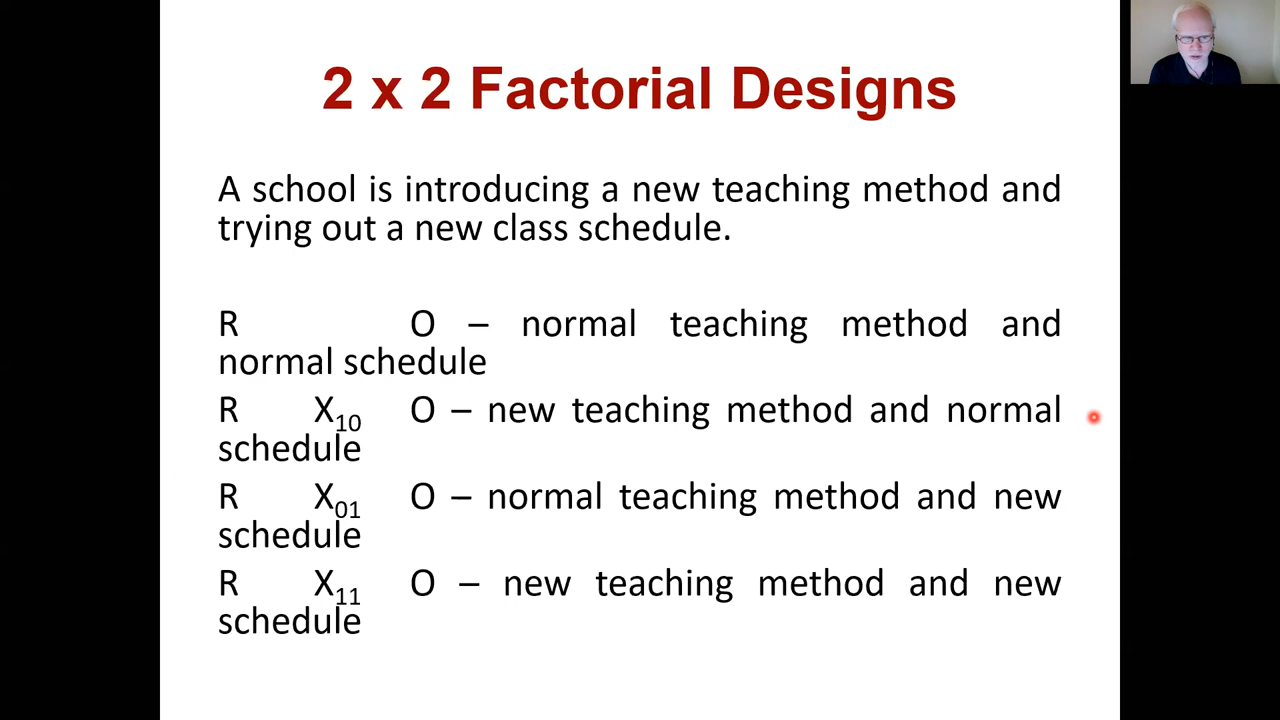 2 x 2 Factorial Designs
A school is introducing a new teaching method and
trying out a new class schedule.
R O – normal teaching method and
normal schedule
R X₁₀ O – new teaching method and normal
schedule
R X₀₁ O – normal teaching method and new
schedule
R X₁₁ O – new teaching method and new
schedule